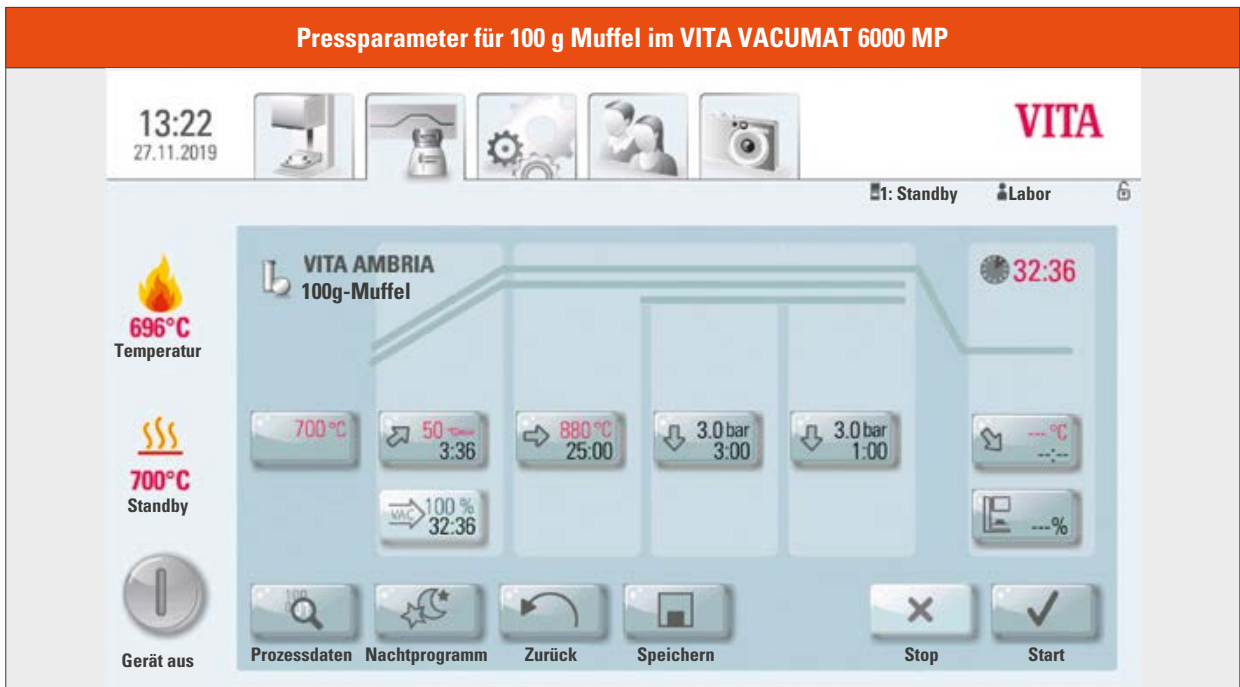 Pressparameter für 100 g Muffel im VITA VACUMAT 6000 MP
13:22
27.11.2019
VITA
1: Standby
Labor
VITA AMBRIA
100g-Muffel
32:36
696°C
Temperatur
700°C
50
3:36
880°C
25:00
3.0 bar
3:00
3.0 bar
1:00
---°C
--:--
700°C
Standby
VAC
100 %
32:36
---%
Gerät aus
Prozessdaten
Nachtprogramm
Zurück
Speichern
Stop
Start